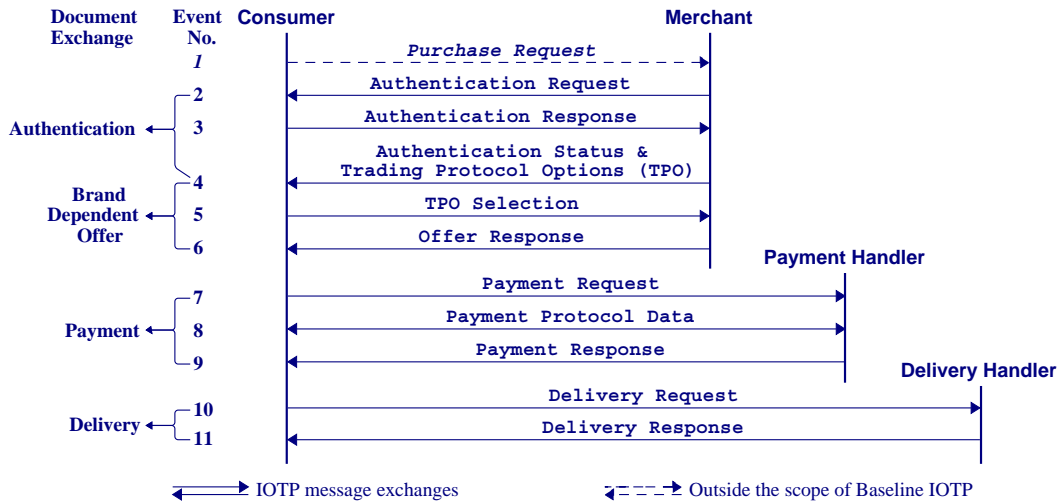 Document Event Consumer Merchant
Exchange No.
1 Purchase Request
2 Authentication Request
Authentication 3 Authentication Response
Authentication Status &
4 Trading Protocol Options (TPO)
Brand
Dependent 5 TPO Selection
Offer
6 Offer Response
Payment Handler
7 Payment Request
Payment 8 Payment Protocol Data
9 Payment Response
Delivery Handler
10 Delivery Request
Delivery
11 Delivery Response
IOTP message exchanges Outside the scope of Baseline IOTP